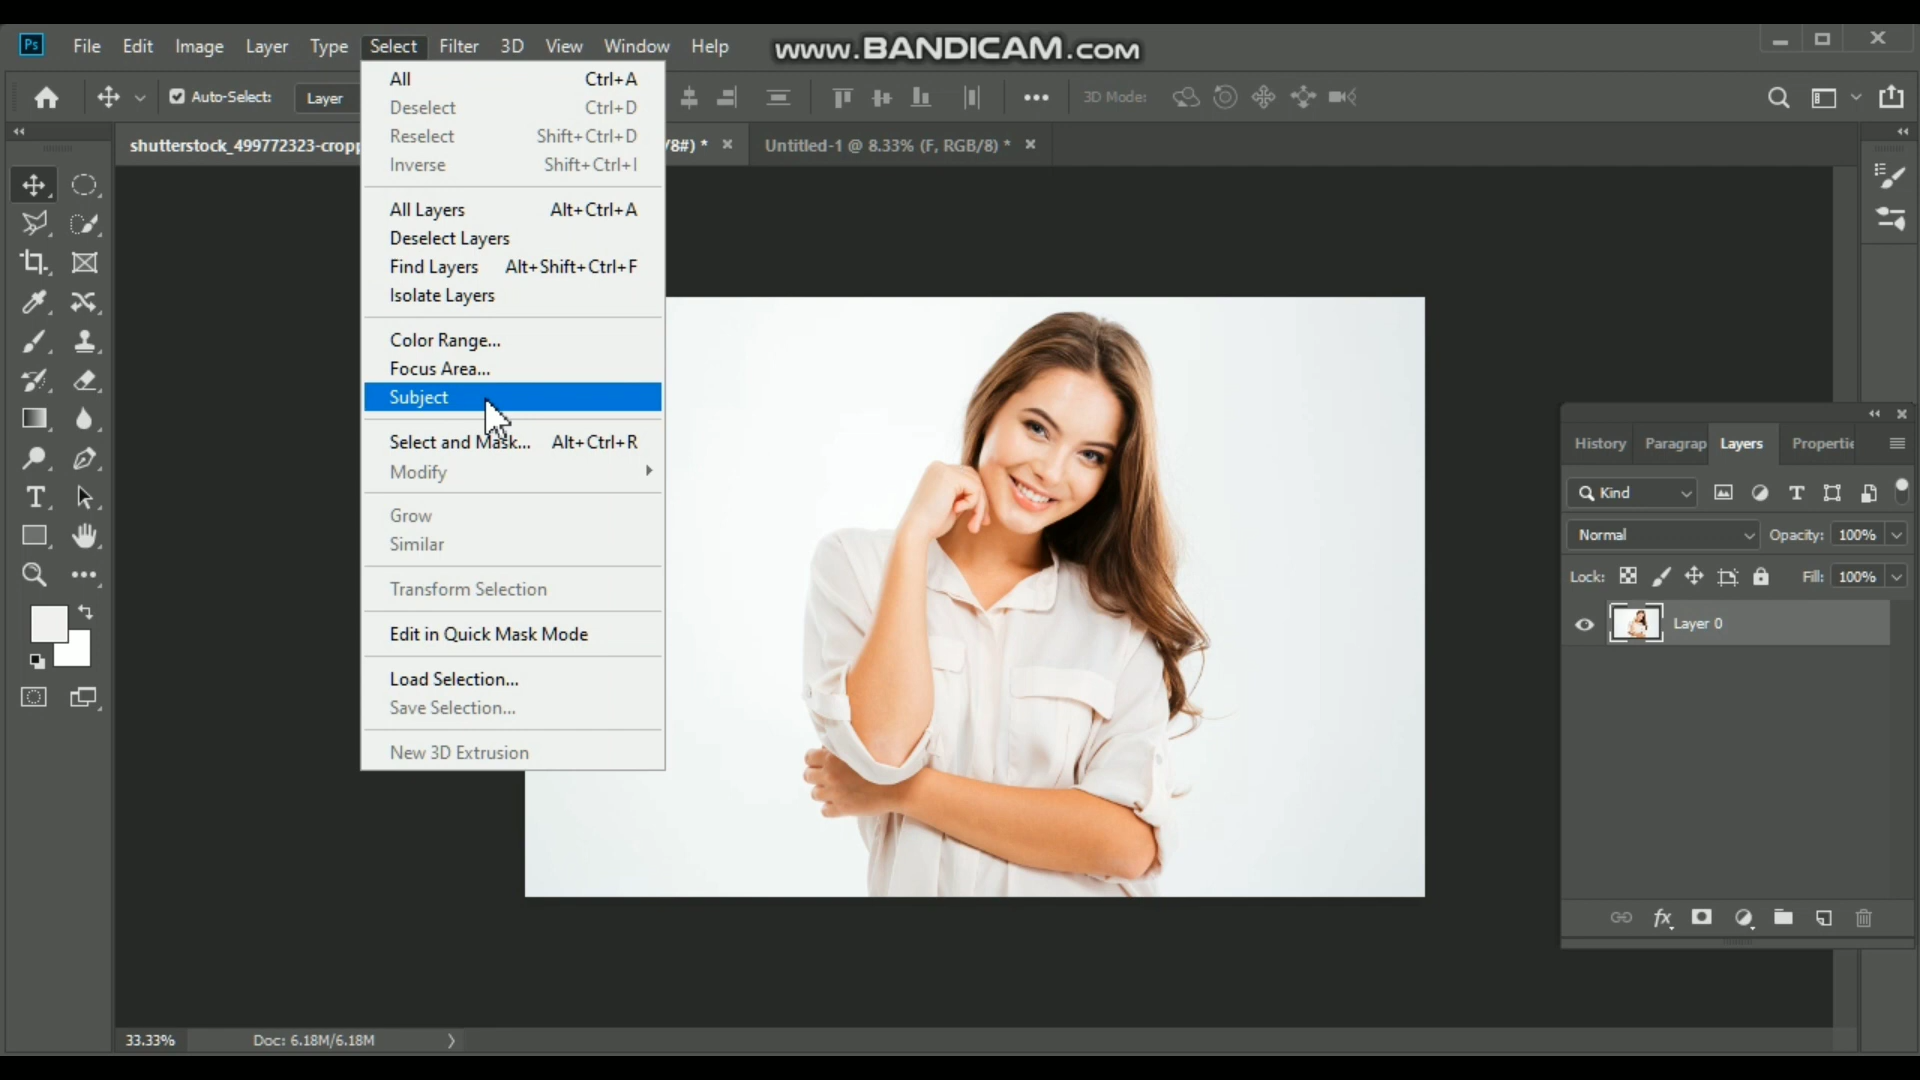 Ps File Edit Image Layer Type Select Filter 3D View Window Help
www.BANDICAM.com
Auto-Select: Layer
3D Mode:
shutterstock_499772323-cropp
/8#) * ×
Untitled-1 @ 8.33% (F, RGB/8) * ×
All Ctrl+A
Deselect Ctrl+D
Reselect Shift+Ctrl+D
Inverse Shift+Ctrl+I
All Layers Alt+Ctrl+A
Deselect Layers
Find Layers Alt+Shift+Ctrl+F
Isolate Layers
Color Range...
Focus Area...
Subject
Select and Mask... Alt+Ctrl+R
Modify
Grow
Similar
Transform Selection
Edit in Quick Mask Mode
Load Selection...
Save Selection...
New 3D Extrusion
History Paragrap Layers Propertie
Kind
Normal Opacity: 100%
Lock: Fill: 100%
Layer 0
fx
33.33% Doc: 6.18M/6.18M